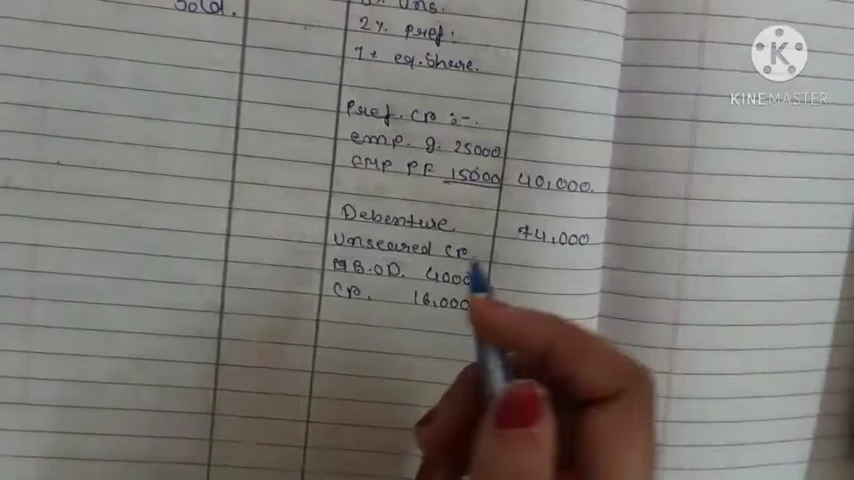 Sold.
2% pref:
7+ eq. Share.
Pref. CR :-.
emp. g. 25000
EMP PF 15000 40,000.
Debenture. 74,000
Unseared CR.
B.OD. 4000
CR. 16,000
K
KINEMASTER